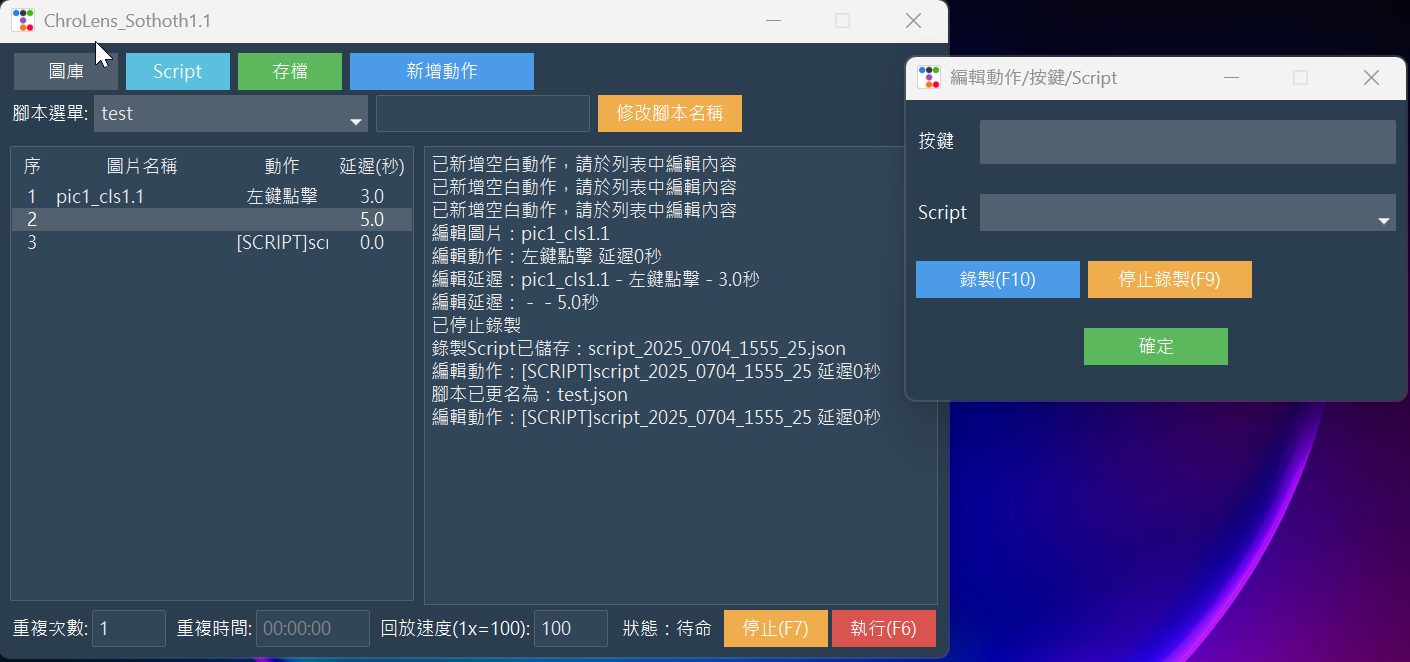 ChroLens_Sothoth1.1
圖庫 Script 存檔 新增動作
腳本選單: test 修改腳本名稱
序 圖片名稱 動作 延遲(秒)
1 pic1_cls1.1 左鍵點擊 3.0
2 5.0
3 [SCRIPT]scr 0.0
已新增空白動作，請於列表中編輯內容
已新增空白動作，請於列表中編輯內容
已新增空白動作，請於列表中編輯內容
編輯圖片：pic1_cls1.1
編輯動作：左鍵點擊 延遲0秒
編輯延遲：pic1_cls1.1 - 左鍵點擊 - 3.0秒
編輯延遲： - - 5.0秒
已停止錄製
錄製Script已儲存：script_2025_0704_1555_25.json
編輯動作：[SCRIPT]script_2025_0704_1555_25 延遲0秒
腳本已更名為：test.json
編輯動作：[SCRIPT]script_2025_0704_1555_25 延遲0秒
重複次數: 1 重複時間: 00:00:00 回放速度(1x=100): 100 狀態：待命 停止(F7) 執行(F6)
編輯動作/按鍵/Script
按鍵
Script
錄製(F10) 停止錄製(F9)
確定